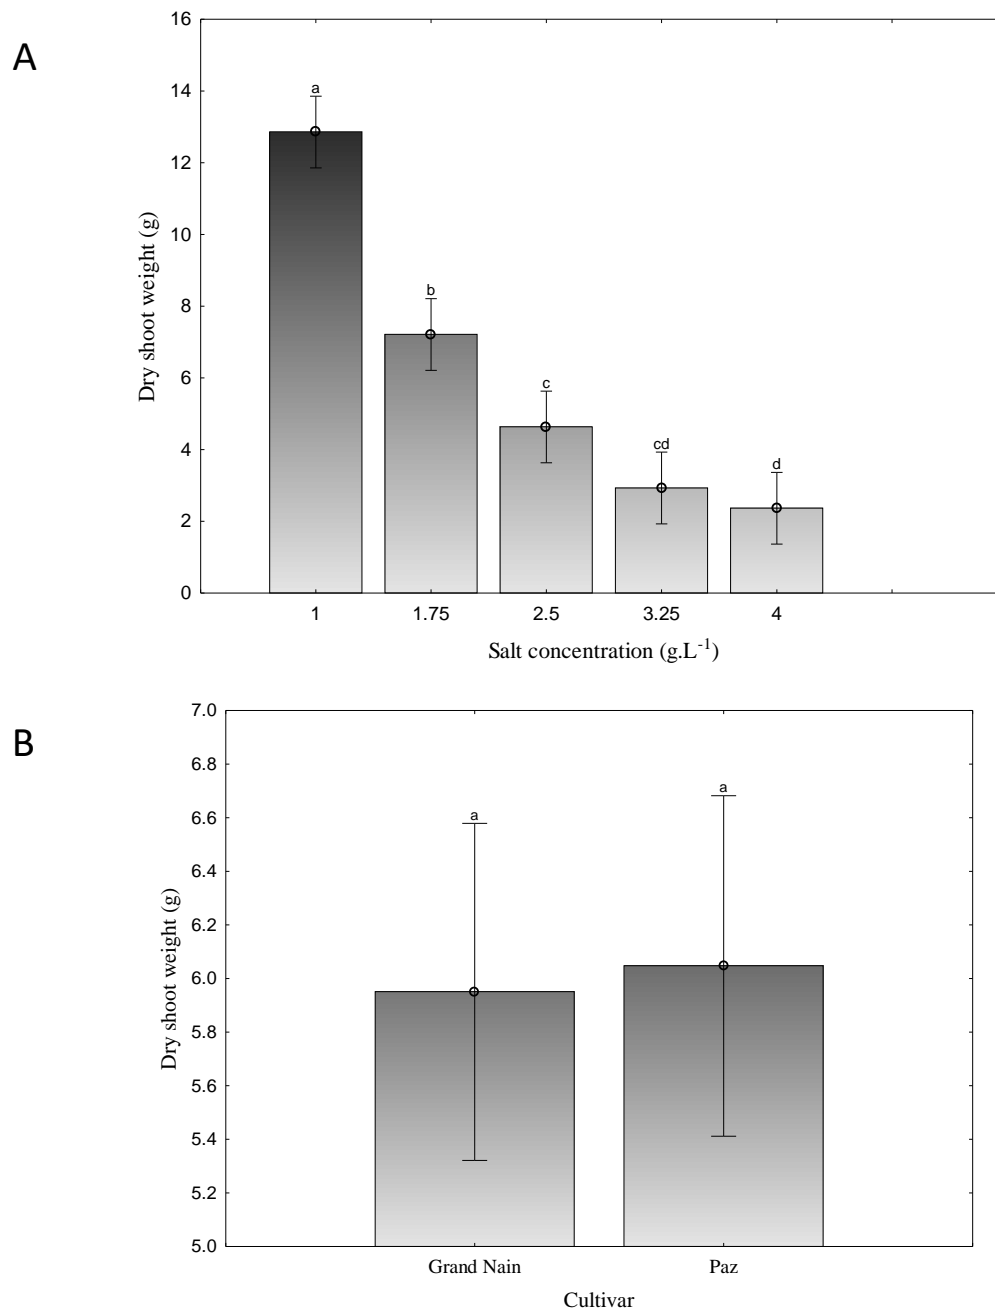 A
16
14
12
10
8
6
4
2
0
Dry shoot weight (g)
a
b
c
cd
d
1 1.75 2.5 3.25 4
Salt concentration (g.L-1)
B
7.0
6.8
6.6
6.4
6.2
6.0
5.8
5.6
5.4
5.2
5.0
Dry shoot weight (g)
a a
Grand Nain Paz
Cultivar